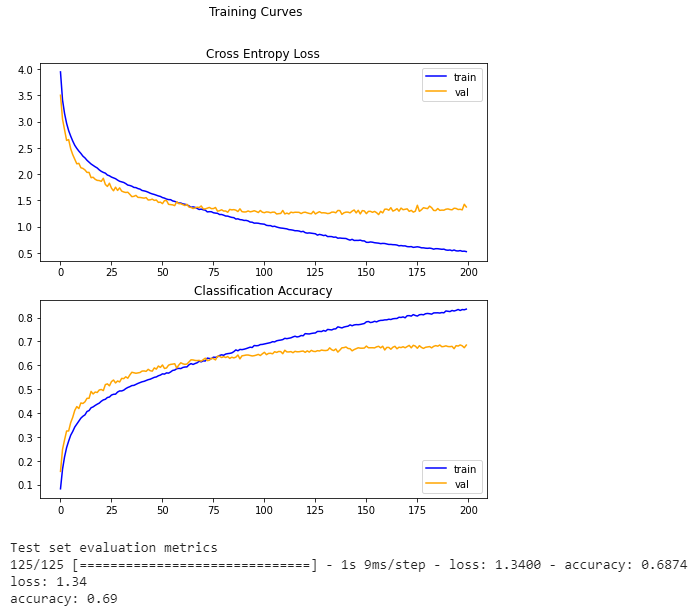 Training Curves
Cross Entropy Loss
4.0
3.5
3.0
2.5
2.0
1.5
1.0
0.5
train
val
0 25 50 75 100 125 150 175 200
Classification Accuracy
0.8
0.7
0.6
0.5
0.4
0.3
0.2
0.1
train
val
0 25 50 75 100 125 150 175 200
Test set evaluation metrics
125/125 [==============================] - 1s 9ms/step - loss: 1.3400 - accuracy: 0.6874
loss: 1.34
accuracy: 0.69